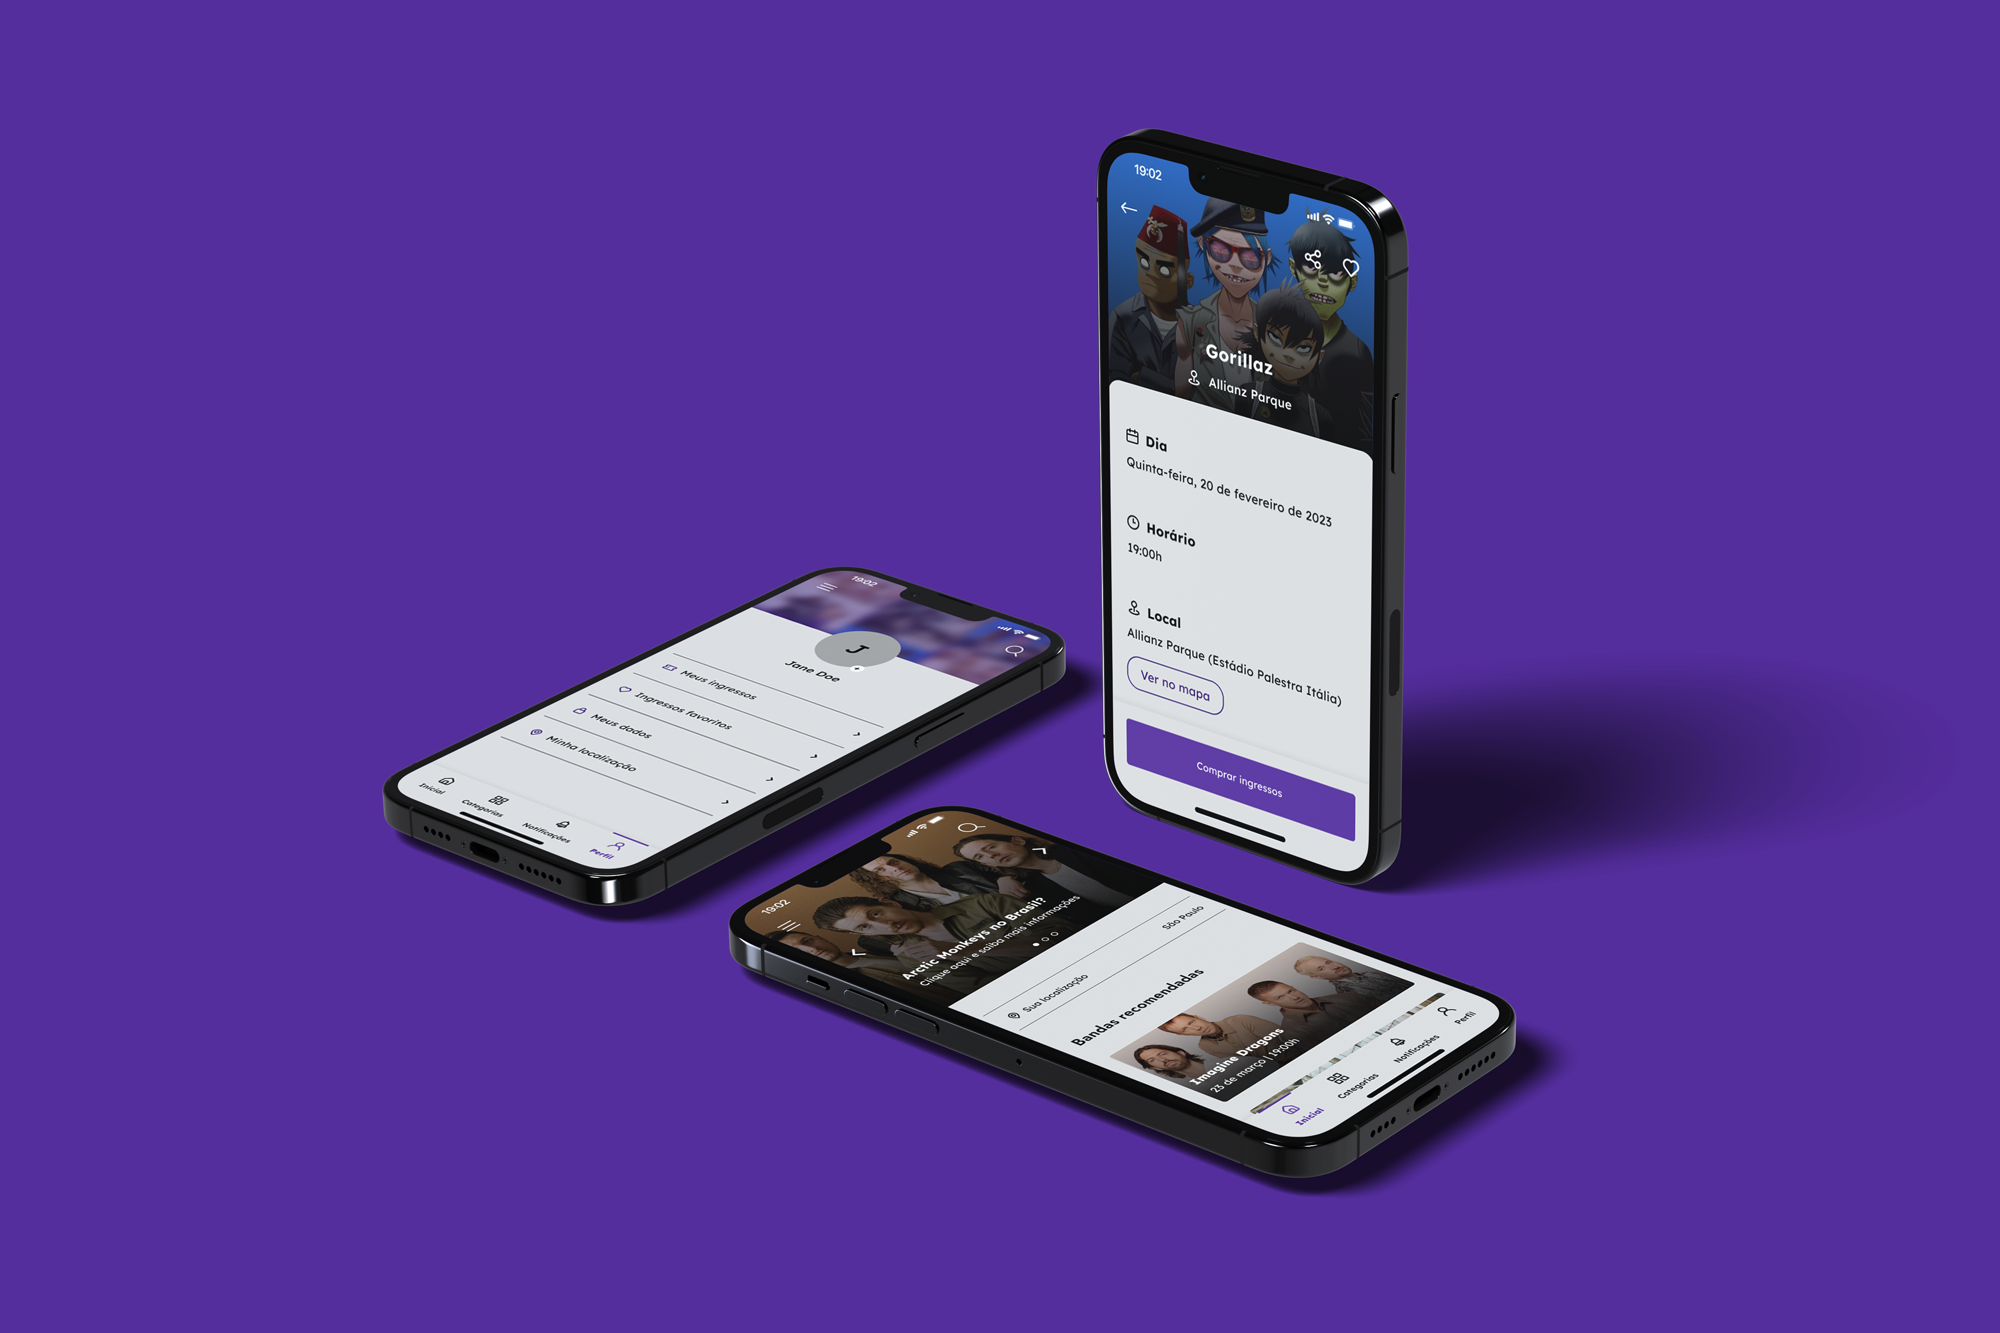 19:02
Gorillaz
Allianz Parque
Dia
Quinta-feira, 20 de fevereiro de 2023
Horário
19:00h
Local
Allianz Parque (Estádio Palestra Itália)
Ver no mapa
Comprar ingressos
19:02
J
Jane Doe
Meus ingressos
Ingressos favoritos
Meus dados
Minha localização
Inicial
Categorias
Notificações
Perfil
19:02
Arctic Monkeys no Brasil?
Clique aqui e saiba mais informações
Sua localização
São Paulo
Bandas recomendadas
Imagine Dragons
23 de março | 19:00h
Inicial
Categorias
Notificações
Perfil